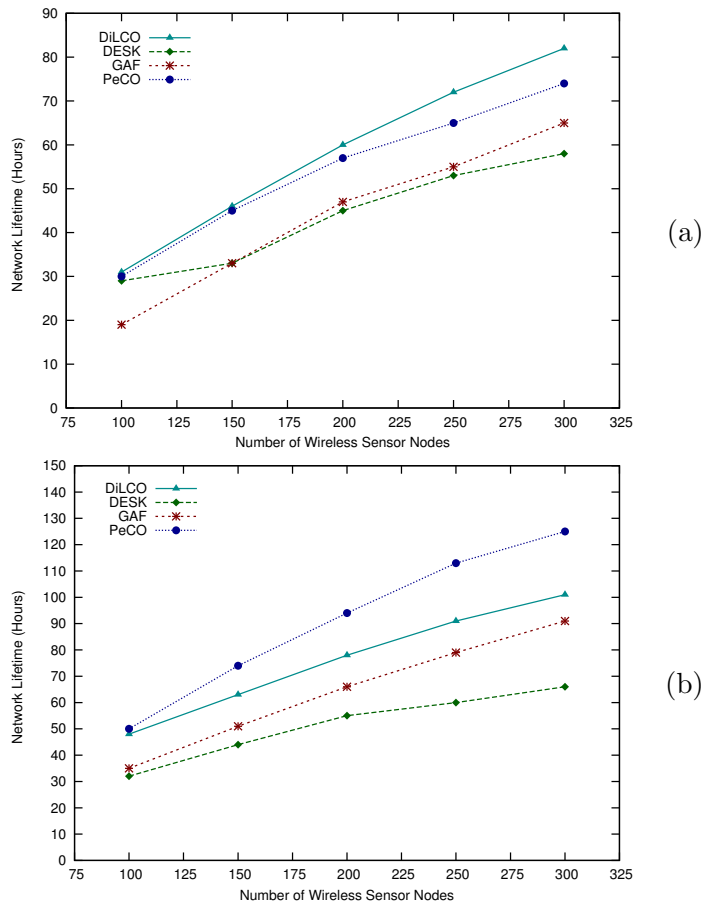 90
80
70
60
50
40
30
20
10
0
Network Lifetime (Hours)
DiLCO
DESK
GAF
PeCO
75 100 125 150 175 200 225 250 275 300 325
Number of Wireless Sensor Nodes
(a)
150
140
130
120
110
100
90
80
70
60
50
40
30
20
10
0
Network Lifetime (Hours)
DiLCO
DESK
GAF
PeCO
75 100 125 150 175 200 225 250 275 300 325
Number of Wireless Sensor Nodes
(b)